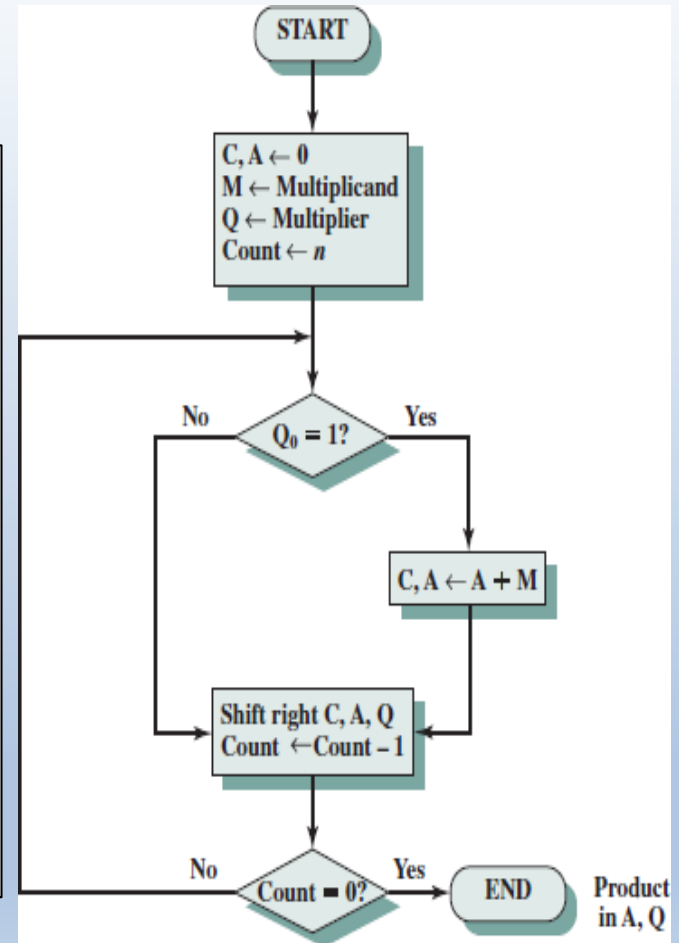 START
C, A ← 0
M ← Multiplicand
Q ← Multiplier
Count ← n
No
Yes
Q₀ = 1?
C, A ← A + M
Shift right C, A, Q
Count ← Count – 1
No
Yes
Count = 0?
END
Product
in A, Q